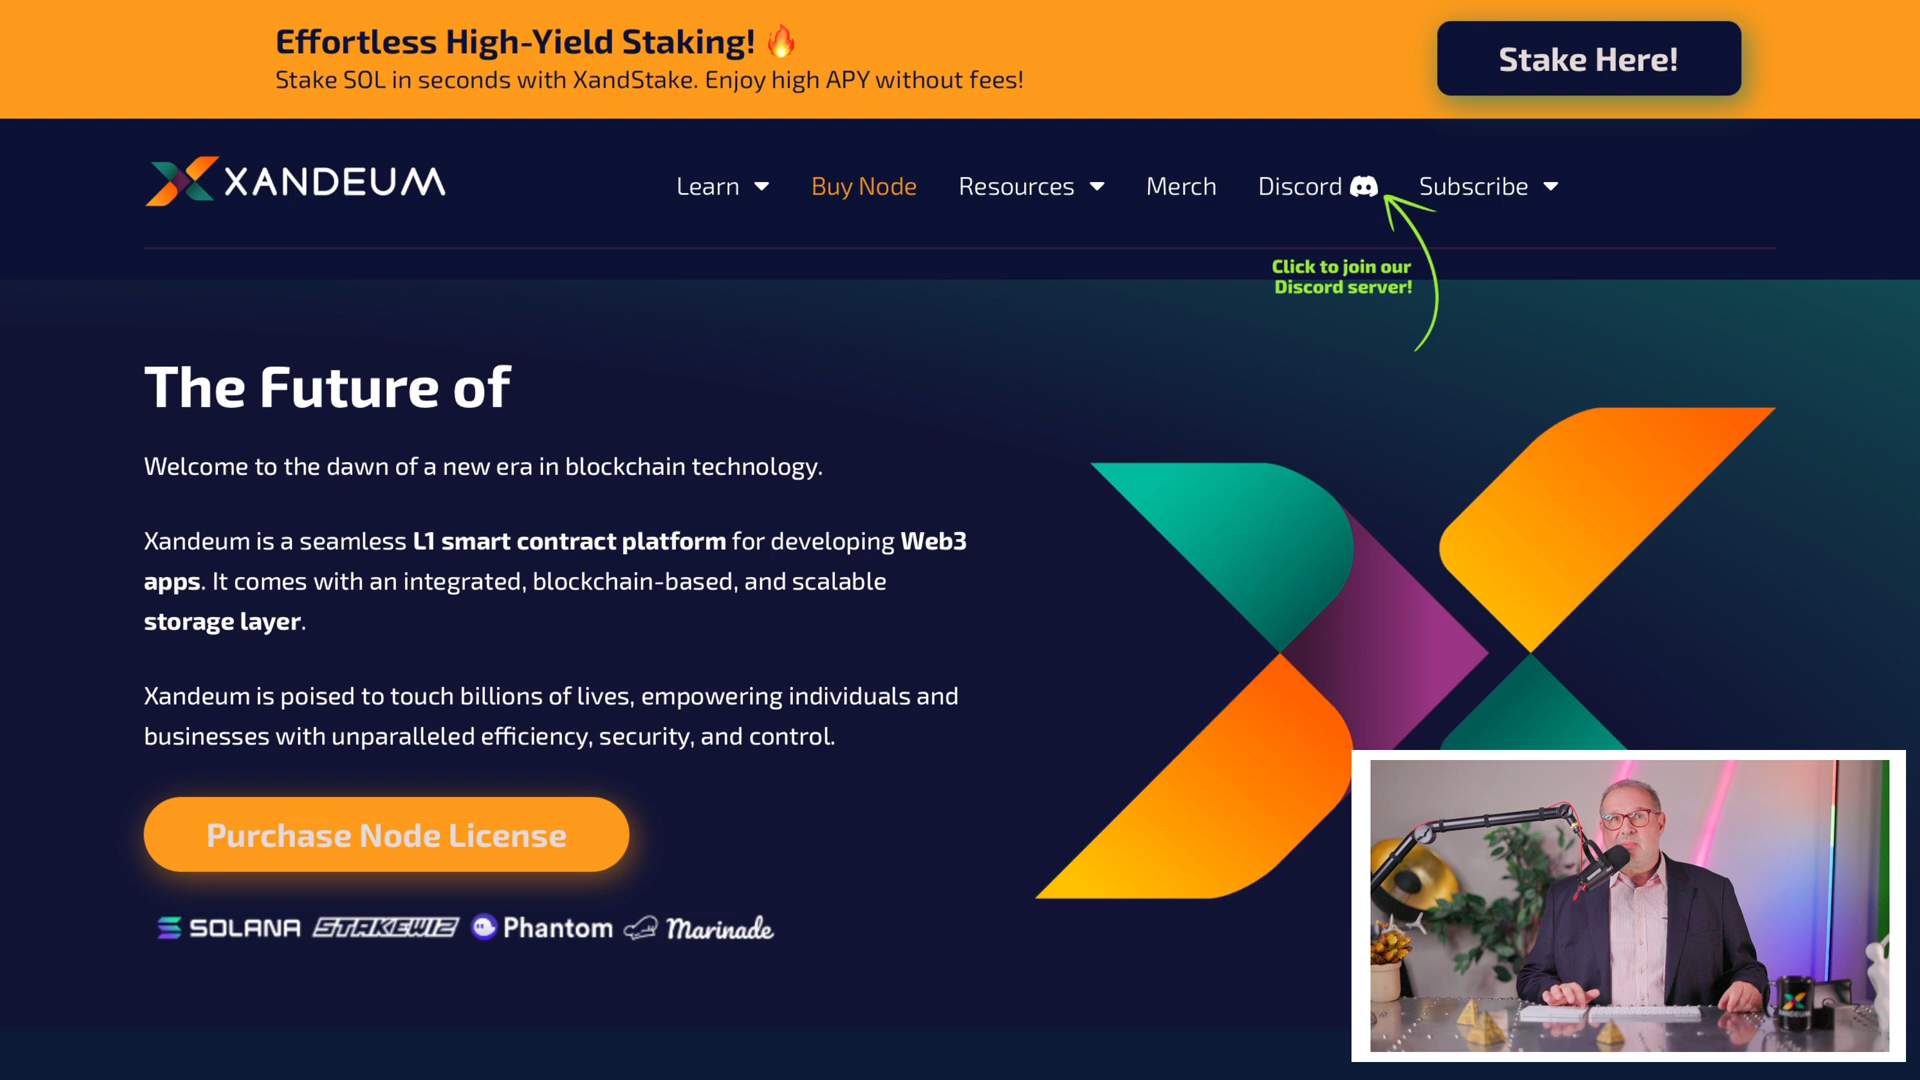 Effortless High-Yield Staking! 🔥
Stake SOL in seconds with XandStake. Enjoy high APY without fees!
Stake Here!
XANDEUM
Learn
Buy Node
Resources
Merch
Discord
Subscribe
Click to join our
Discord server!
The Future of
Welcome to the dawn of a new era in blockchain technology.
Xandeum is a seamless L1 smart contract platform for developing Web3
apps. It comes with an integrated, blockchain-based, and scalable
storage layer.
Xandeum is poised to touch billions of lives, empowering individuals and
businesses with unparalleled efficiency, security, and control.
Purchase Node License
SOLANA STAKEWIZ Phantom Marinade
XANDEUM